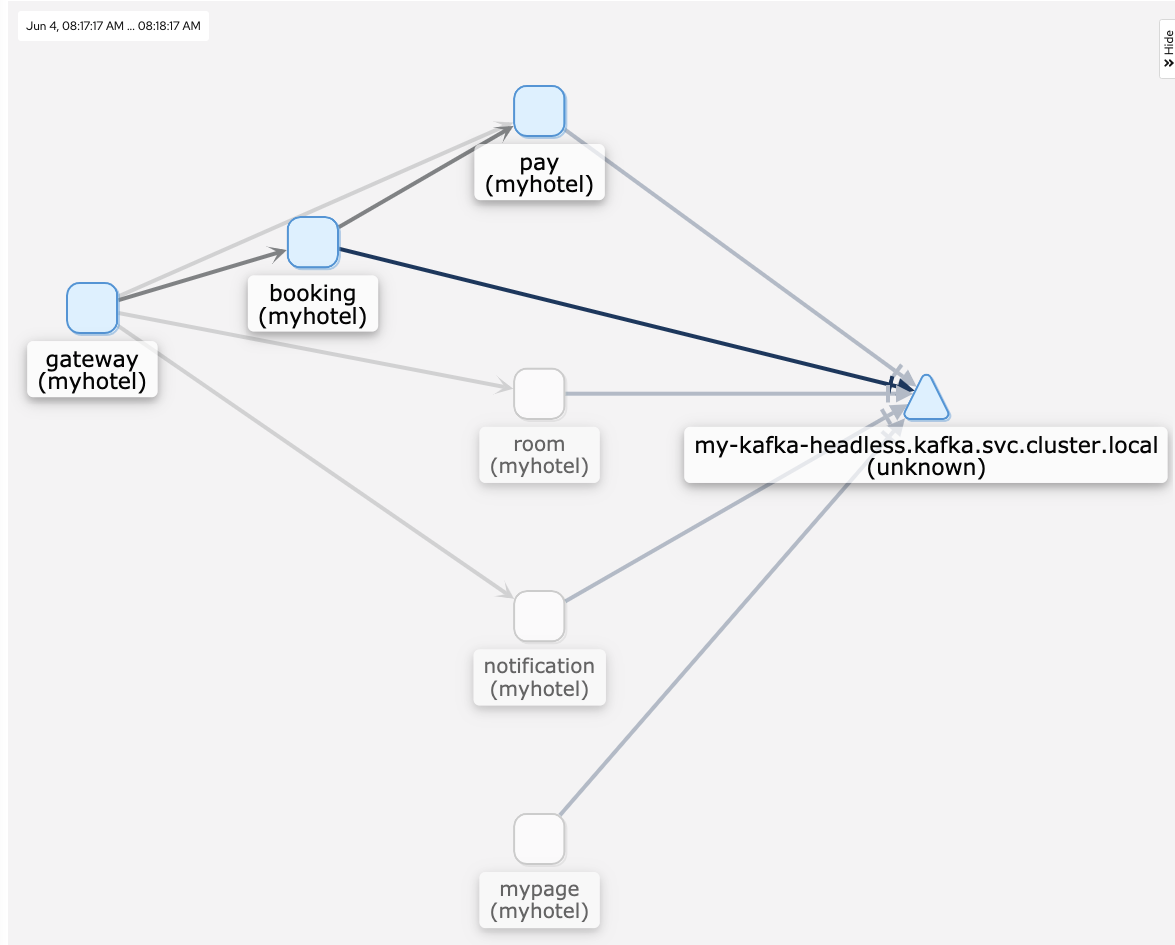 Jun 4, 08:17:17 AM ... 08:18:17 AM
Hide
pay
(myhotel)
booking
(myhotel)
gateway
(myhotel)
room
(myhotel)
my-kafka-headless.kafka.svc.cluster.local
(unknown)
notification
(myhotel)
mypage
(myhotel)